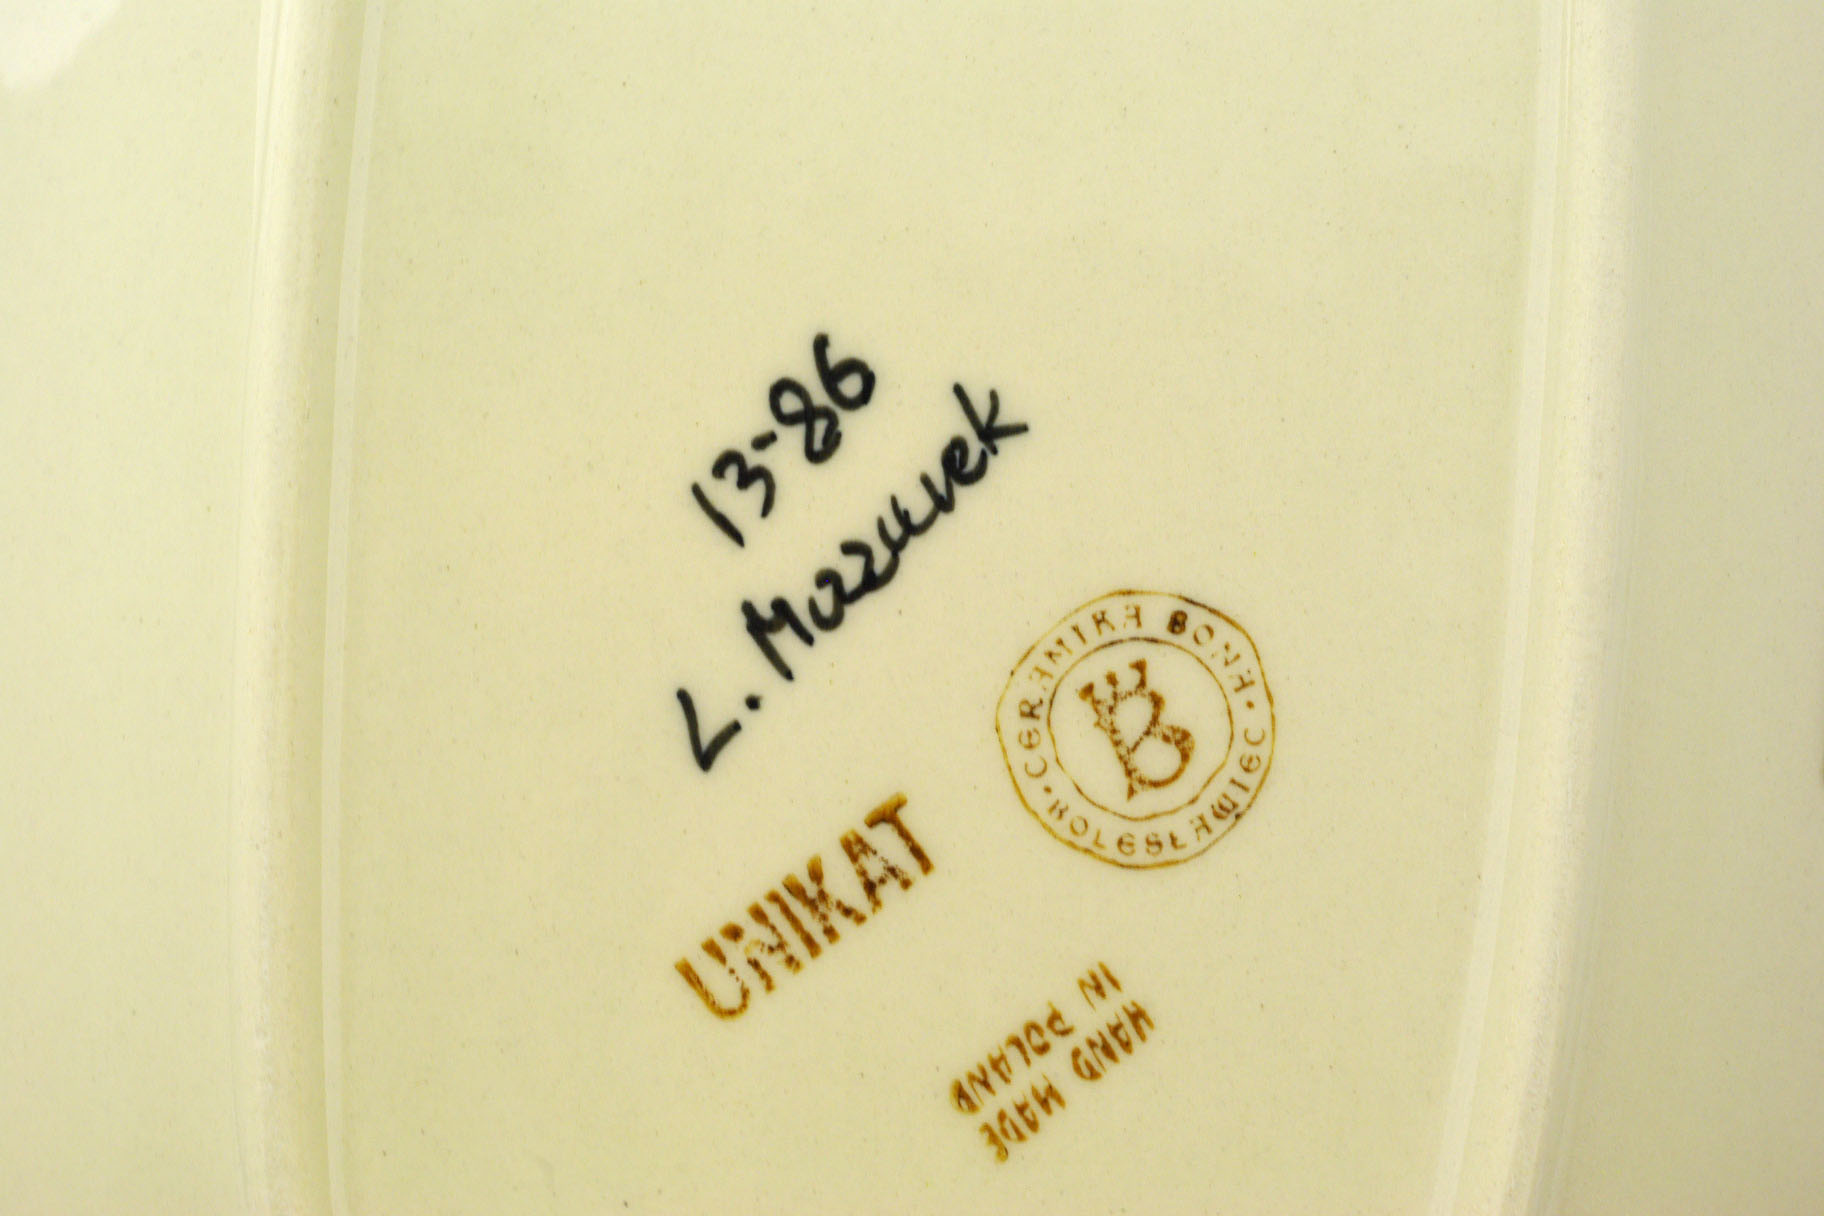 13-86
L. Mazurek
UNIKAT
CERAMIKA BONA · BOLESŁAWIEC ·
B
HAND MADE
IN POLAND